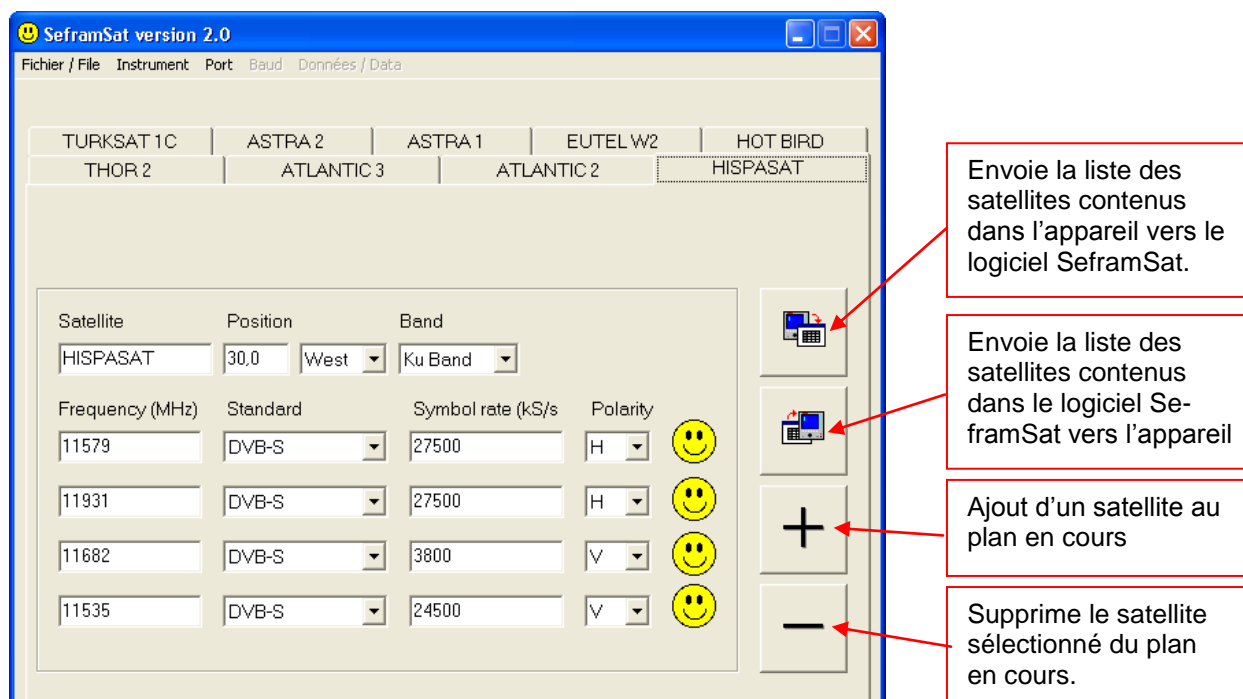 SeframSat version 2.0
Fichier / File Instrument Port Baud Données / Data
TURKSAT 1C ASTRA 2 ASTRA 1 EUTEL W2 HOT BIRD
THOR 2 ATLANTIC 3 ATLANTIC 2 HISPASAT
Satellite Position Band
HISPASAT 30,0 West Ku Band
Frequency (MHz) Standard Symbol rate (kS/s Polarity
11579 DVB-S 27500 H
11931 DVB-S 27500 H
11682 DVB-S 3800 V
11535 DVB-S 24500 V
Envoie la liste des
satellites contenus
dans l’appareil vers le
logiciel SeframSat.
Envoie la liste des
satellites contenus
dans le logiciel Se-
framSat vers l’appareil
Ajout d’un satellite au
plan en cours
Supprime le satellite
sélectionné du plan
en cours.